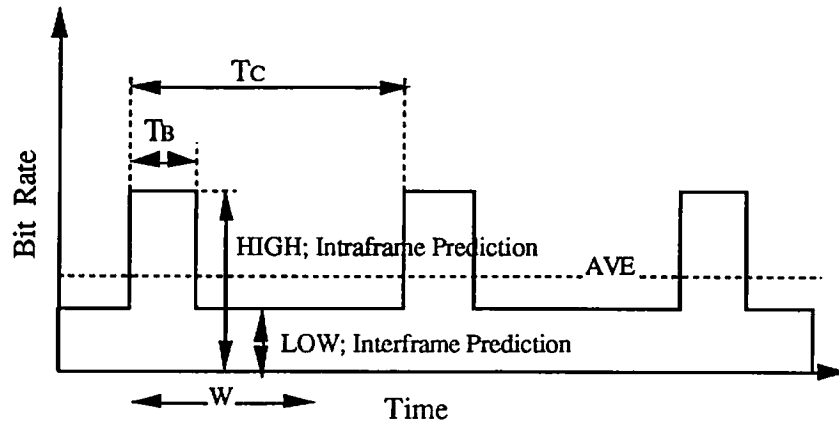 Tc
TB
Bit Rate
HIGH; Intraframe Prediction
AVE
LOW; Interframe Prediction
W
Time